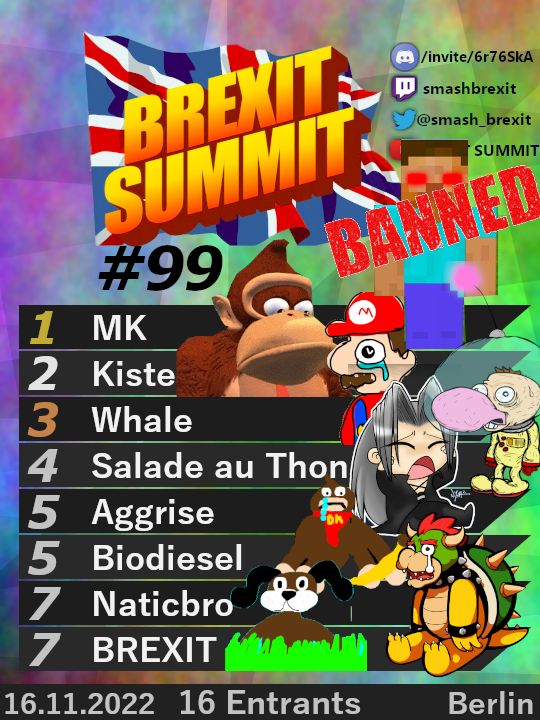 BREXIT
SUMMIT
#99
/invite/6r76SkA
smashbrexit
@smash_brexit
SUMMIT
BANNED
1 MK
2 Kiste
3 Whale
4 Salade au Thon
5 Aggrise
5 Biodiesel
7 Naticbro
7 BREXIT
M
DK
16.11.2022 16 Entrants Berlin